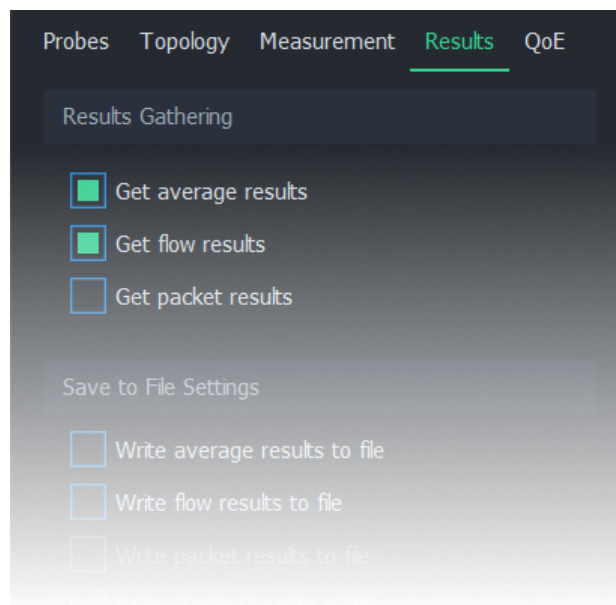 Probes Topology Measurement Results QoE
Results Gathering
Get average results
Get flow results
Get packet results
Save to File Settings
Write average results to file
Write flow results to file
Write packet results to file